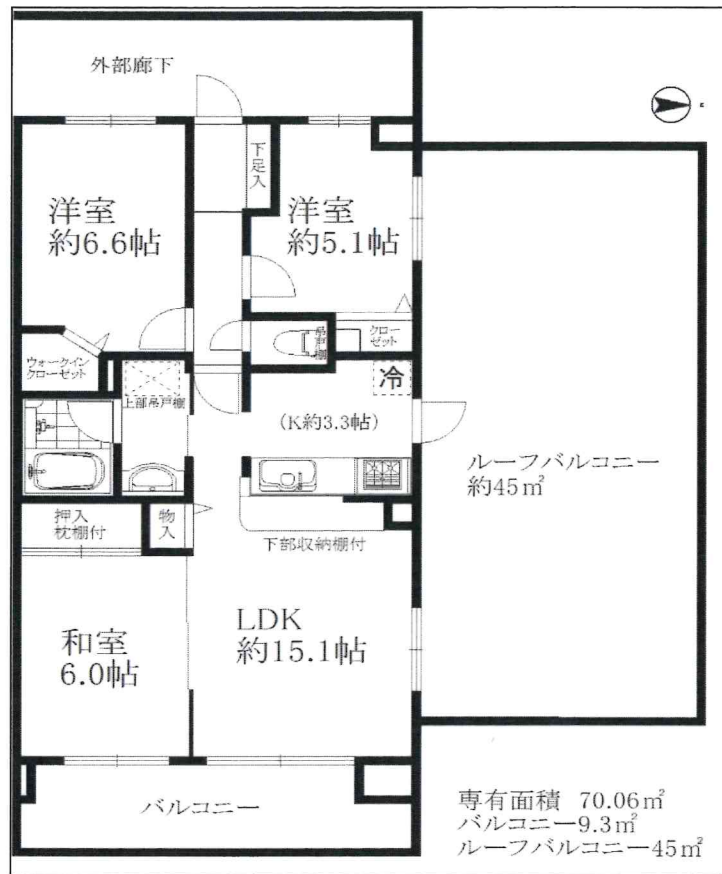 外部廊下
洋室
約6.6帖
下足入
洋室
約5.1帖
ウォークイン
クローゼット
吊戸棚
クロー
ゼット
上部吊戸棚
冷
(K約3.3帖)
ルーフバルコニー
約45㎡
押入
枕棚付
物入
下部収納棚付
和室
6.0帖
LDK
約15.1帖
バルコニー
専有面積 70.06㎡
バルコニー9.3㎡
ルーフバルコニー45㎡